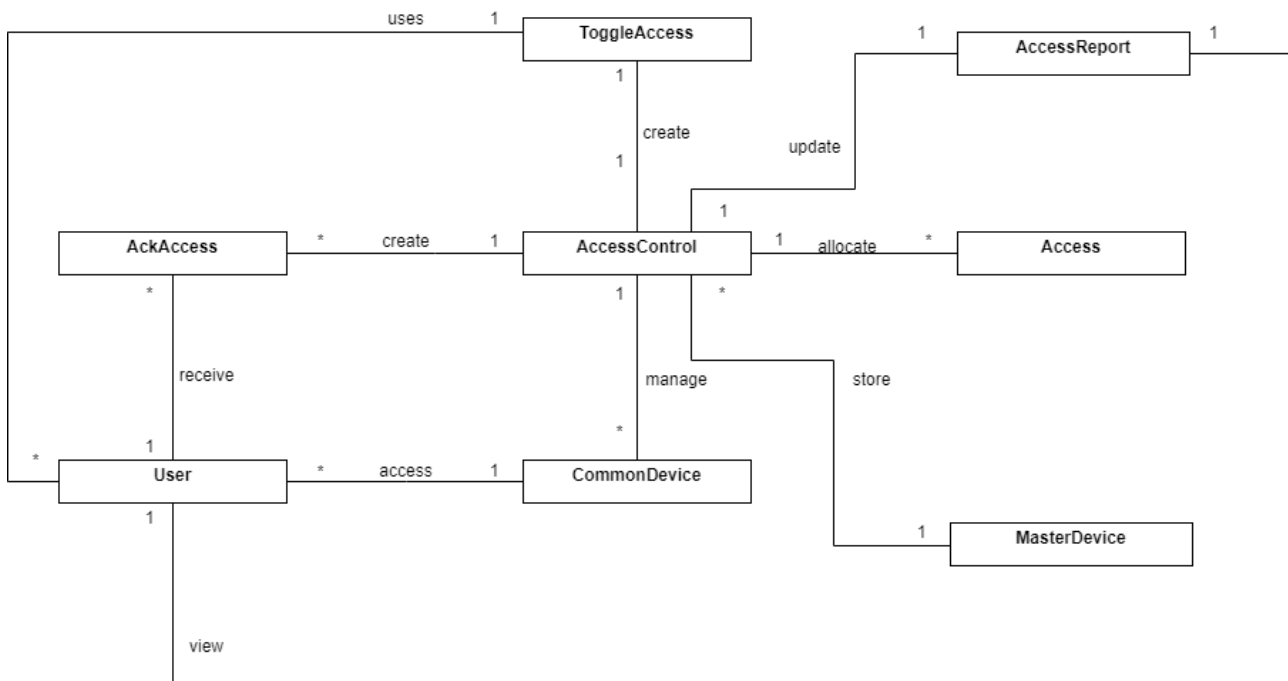 uses 1
ToggleAccess
1
create
1
1
AccessReport
1
update
AckAccess
* create 1
AccessControl
1
1 allocate *
Access
*
receive
1
1
manage
*
*
store
*
User
* access 1
CommonDevice
1
1
MasterDevice
view